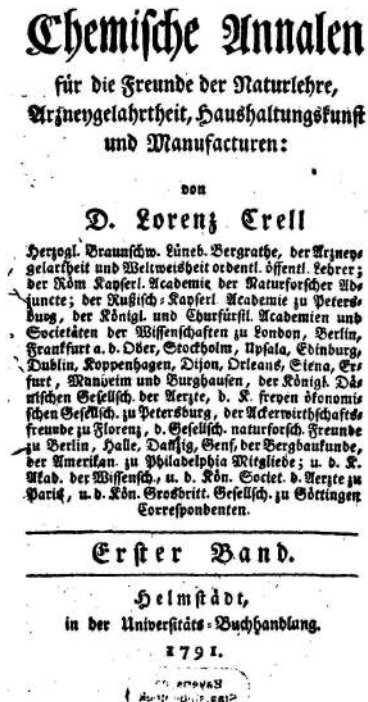 Chemische Annalen
für die Freunde der Naturlehre,
Arzneygelahrtheit, Haushaltungskunst
und Manufacturen:
von
D. Lorenz Crell
Herzogl. Braunschw. Lüneb. Bergrathe, der Arzney-
gelartheit und Weltweisheit ordentl. öffentl. Lehrer;
der Röm Kayserl. Academie der Naturforscher Ad-
juncte; der Rußisch-Kayserl Academie zu Peters-
burg, der Königl. und Churfürstl. Academien und
Societäten der Wissenschaften zu London, Berlin,
Frankfurt a. d. Oder, Stockholm, Upsala, Edinburg,
Dublin, Koppenhagen, Dijon, Orleans, Siena, Er-
furt, Manheim und Burghausen, der Königl. Dä-
nischen Gesellsch. der Aerzte, d. K. freyen ökonomi-
schen Gesellsch. zu Petersburg, der Ackerwirthschafts-
freunde zu Florenz, d. Gesellsch. naturforsch. Freunde
zu Berlin, Halle, Danzig, Genf, der Bergbaukunde,
der Amerikan. zu Philadelphia Mitgliede; u. d. K.
Akad. der Wissensch., u. d. Kön. Societ. d. Aerzte zu
Paris, u. d. Kön. Grosbritt. Gesellsch. zu Göttingen
Correspondenten.
Erster Band.
Helmstädt,
in der Universitäts-Buchhandlung.
1791.